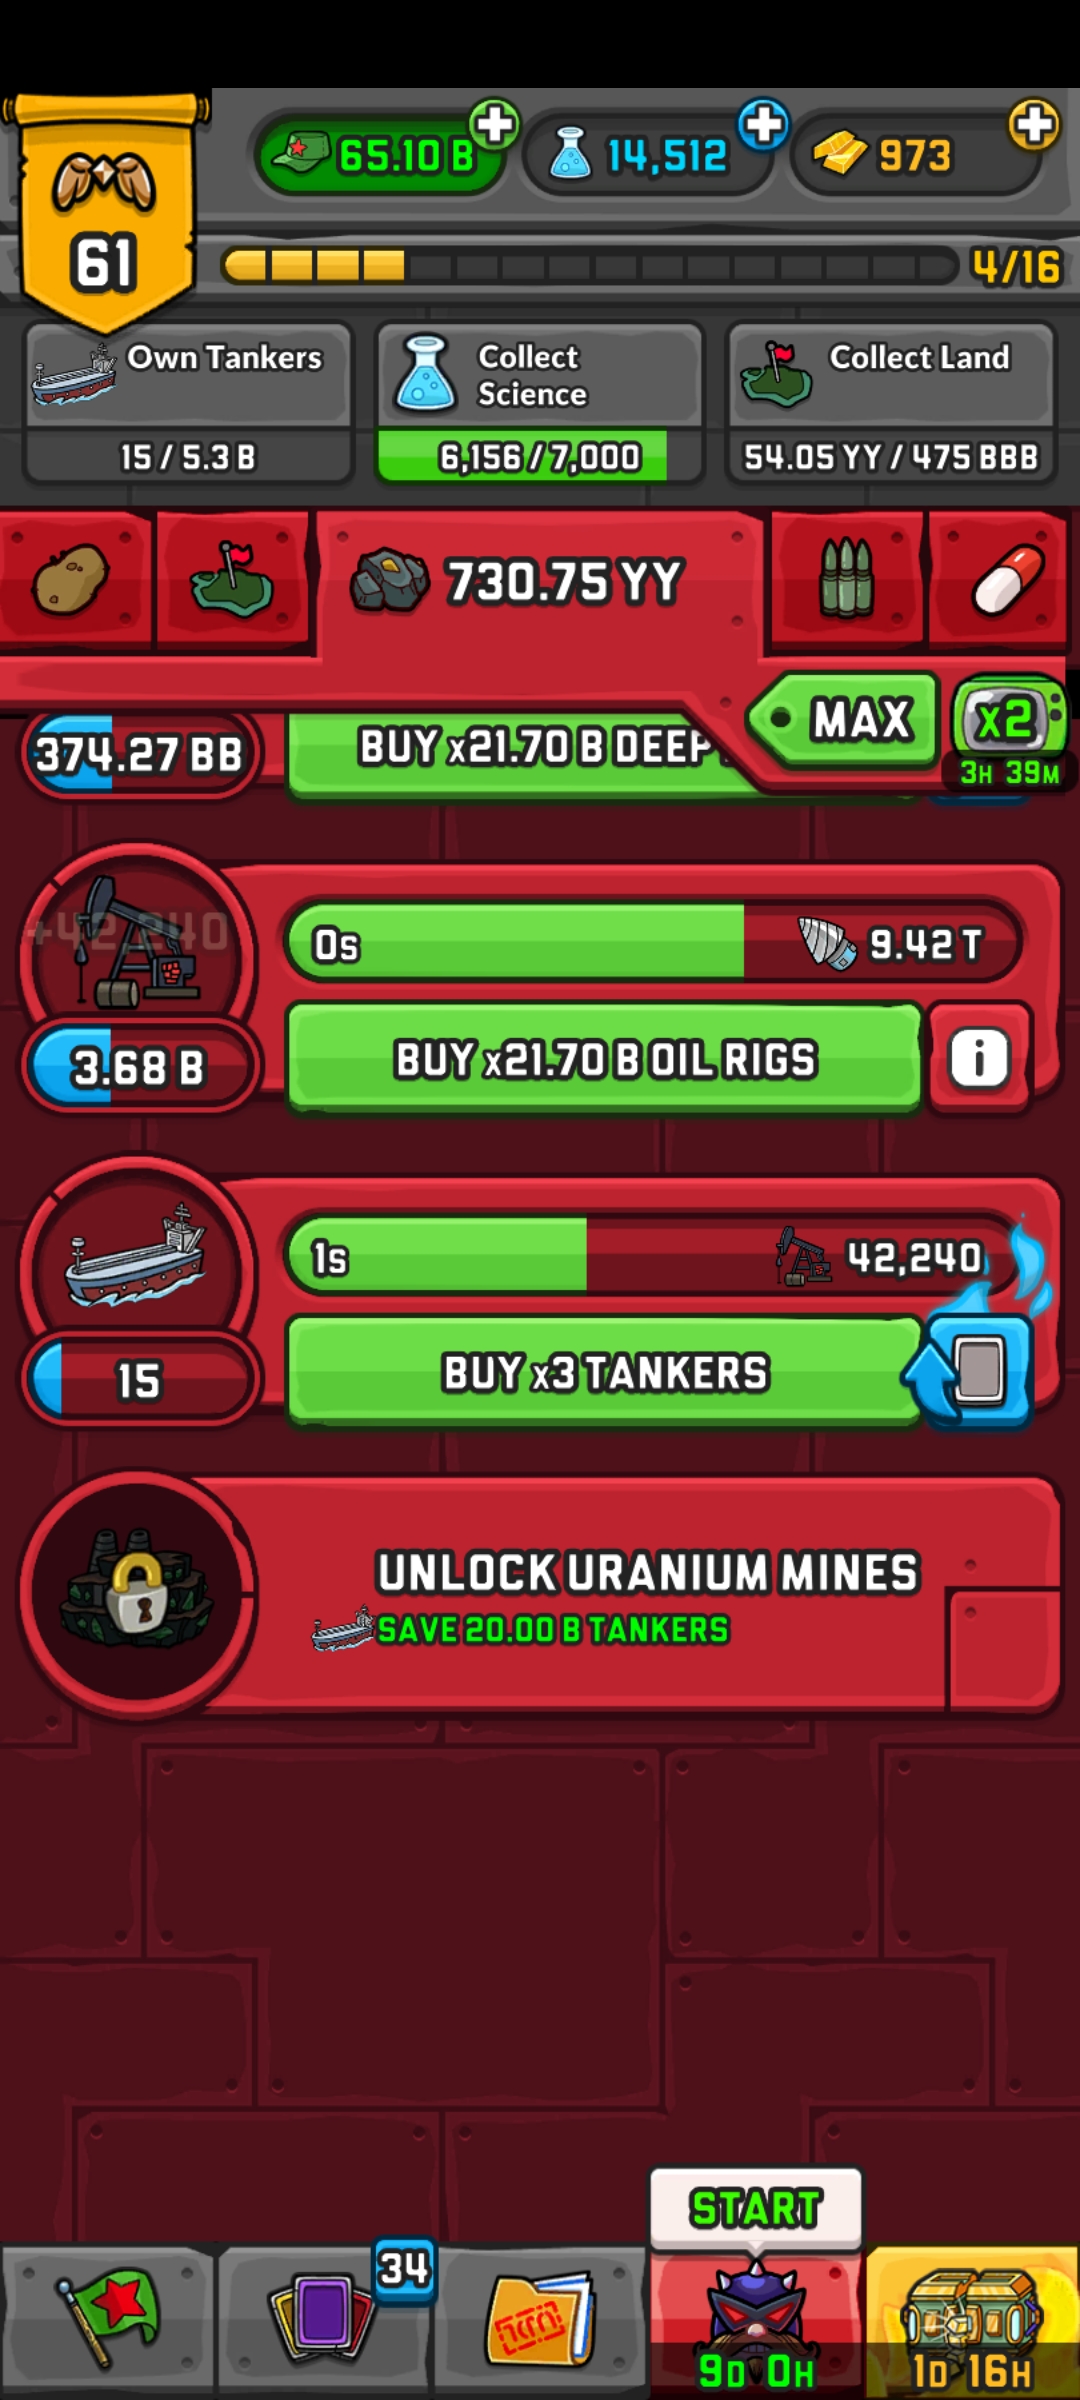 65.10 B
14,512
973
61
4/16
Own Tankers
15 / 5.3 B
Collect
Science
6,156 / 7,000
Collect Land
54.05 YY / 475 BBB
730.75 YY
MAX
x2
3H 39M
374.27 BB
BUY x21.70 B DEEP
+42,240
0s
9.42 T
3.68 B
BUY x21.70 B OIL RIGS
i
1s
42,240
15
BUY x3 TANKERS
UNLOCK URANIUM MINES
SAVE 20.00 B TANKERS
START
34
9D 0H
1D 16H